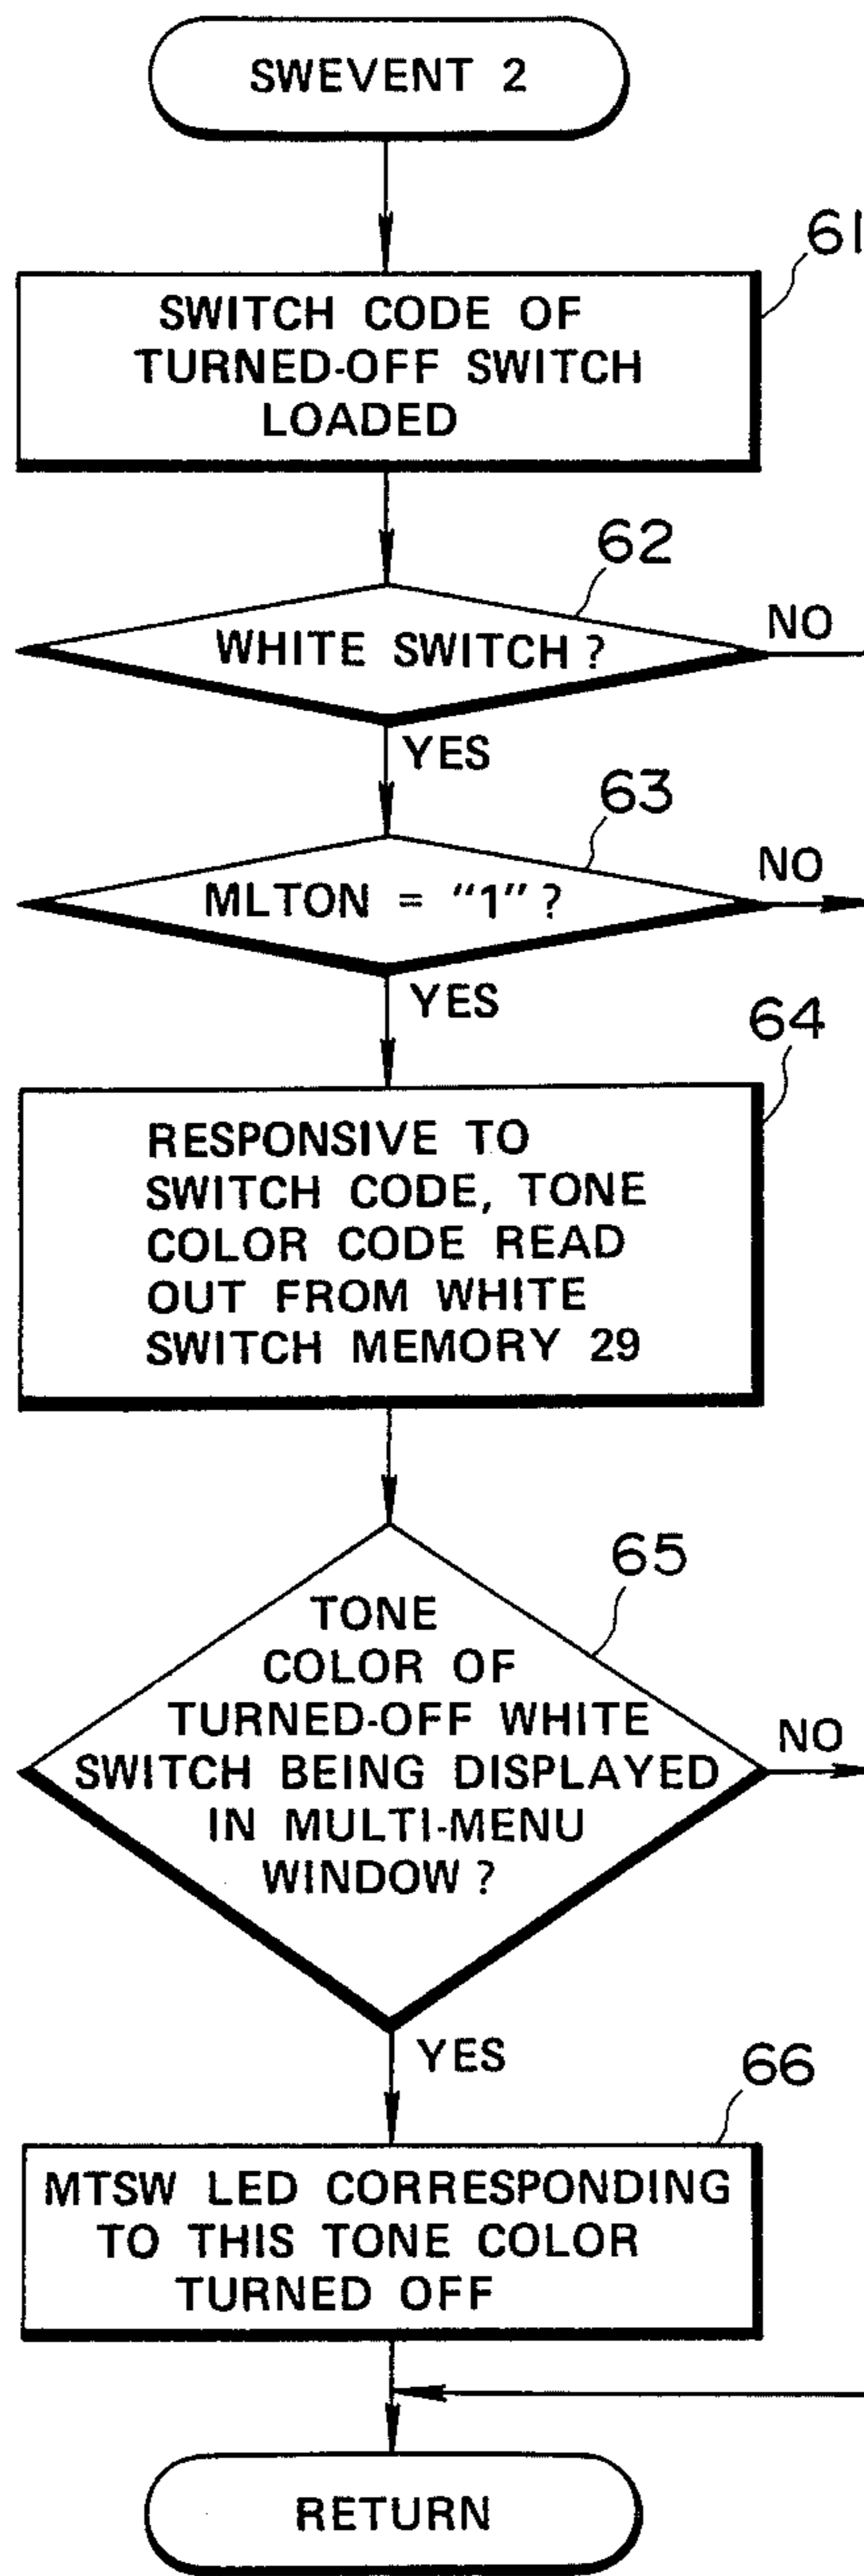 SWEVENT 2
61
SWITCH CODE OF
TURNED-OFF SWITCH
LOADED
62
WHITE SWITCH ?
NO
YES
63
MLTON = "1" ?
NO
YES
64
RESPONSIVE TO
SWITCH CODE, TONE
COLOR CODE READ
OUT FROM WHITE
SWITCH MEMORY 29
65
TONE
COLOR OF
TURNED-OFF WHITE
SWITCH BEING DISPLAYED
IN MULTI-MENU
WINDOW ?
NO
YES
66
MTSW LED CORRESPONDING
TO THIS TONE COLOR
TURNED OFF
RETURN